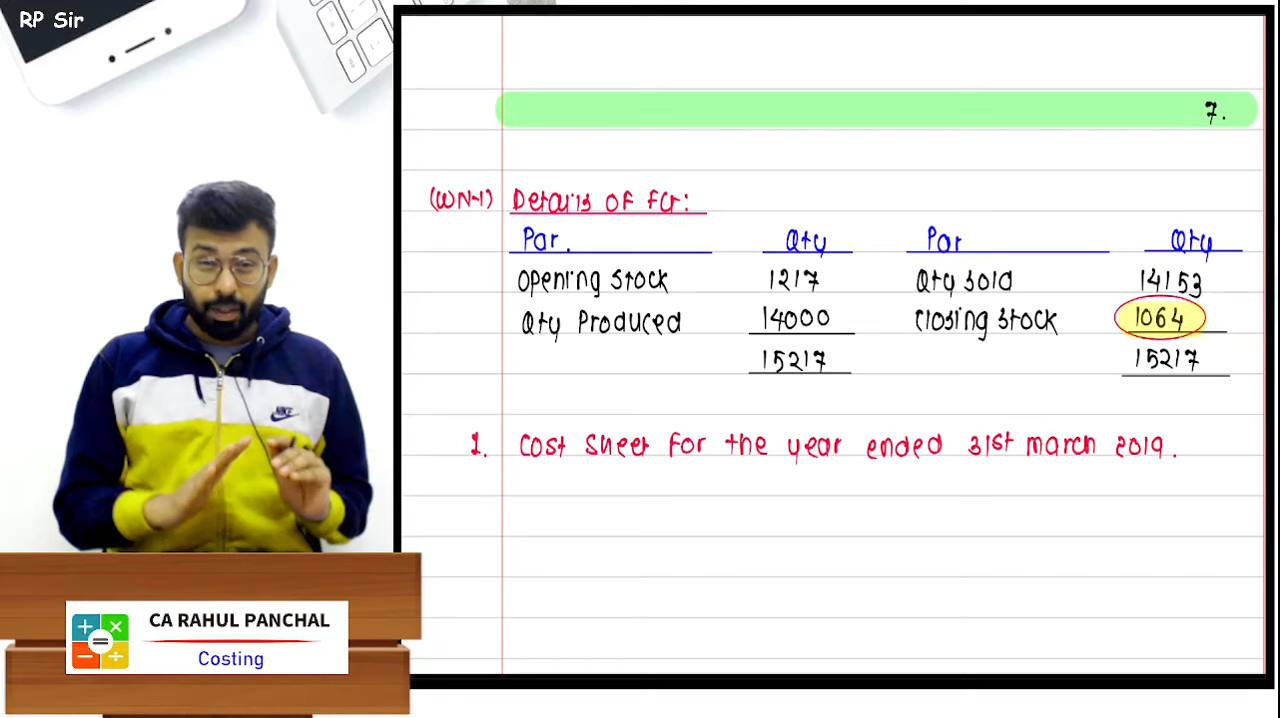 RP Sir
7.
(WN-1) Details of FG:
Par. Qty Par Qty
Opening Stock 1217 Qty Sold 14153
Qty Produced 14000 Closing Stock 1064
15217 15217
1. Cost Sheet for the year ended 31st march 2019.
NIKE
CA RAHUL PANCHAL
Costing